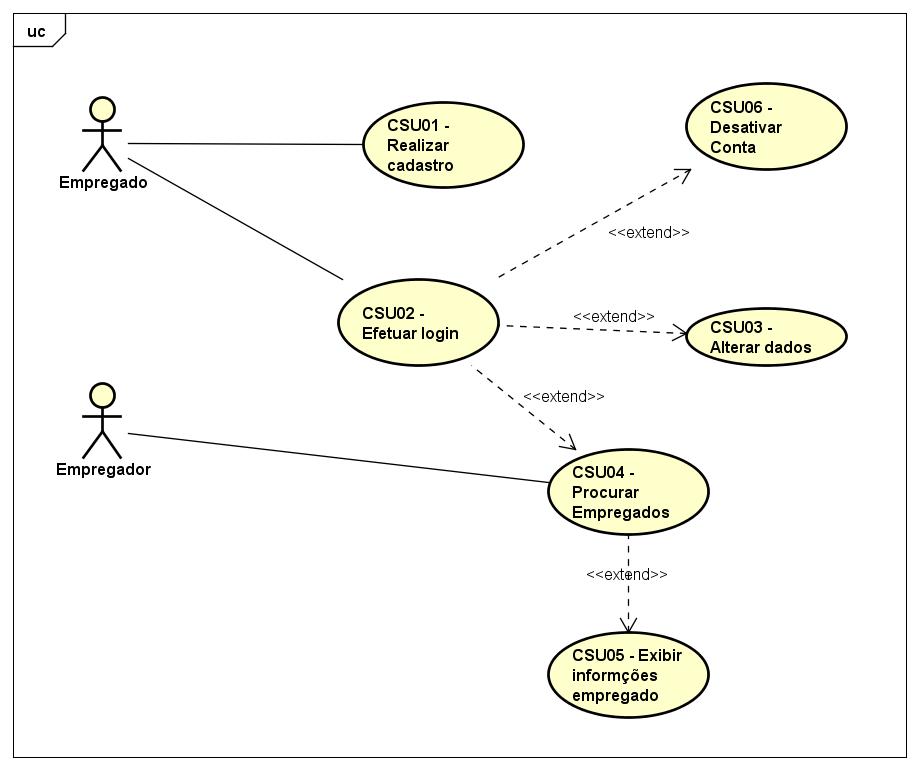 uc
Empregado
CSU01 -
Realizar
cadastro
CSU06 -
Desativar
Conta
<<extend>>
CSU02 -
Efetuar login
<<extend>>
CSU03 -
Alterar dados
<<extend>>
Empregador
CSU04 -
Procurar
Empregados
<<extend>>
CSU05 - Exibir
informções
empregado